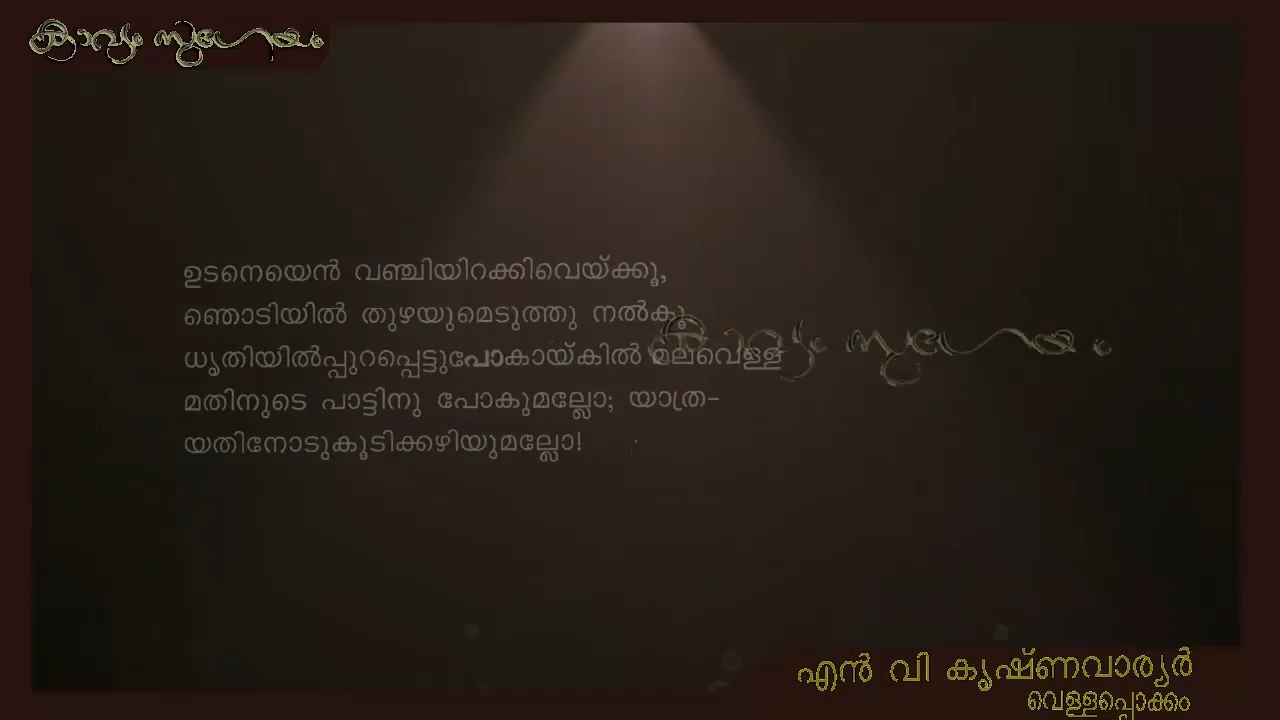 കാവ്യം സുഗേയം
ഉടനെയെൻ വഞ്ചിയിറക്കിവെയ്ക്കൂ,
ഞൊടിയിൽ തുഴയുമെടുത്തു നൽകൂ
ധൃതിയിൽപ്പുറപ്പെട്ടുപോകായ്കിൽ മലവെള്ള
മതിനുടെ പാട്ടിനു പോകുമല്ലോ; യാത്ര-
യതിനോടുകൂടിക്കഴിയുമല്ലോ!
കാവ്യം സുഗേയം
എൻ വി കൃഷ്ണവാര്യർ
വെള്ളപ്പൊക്കം